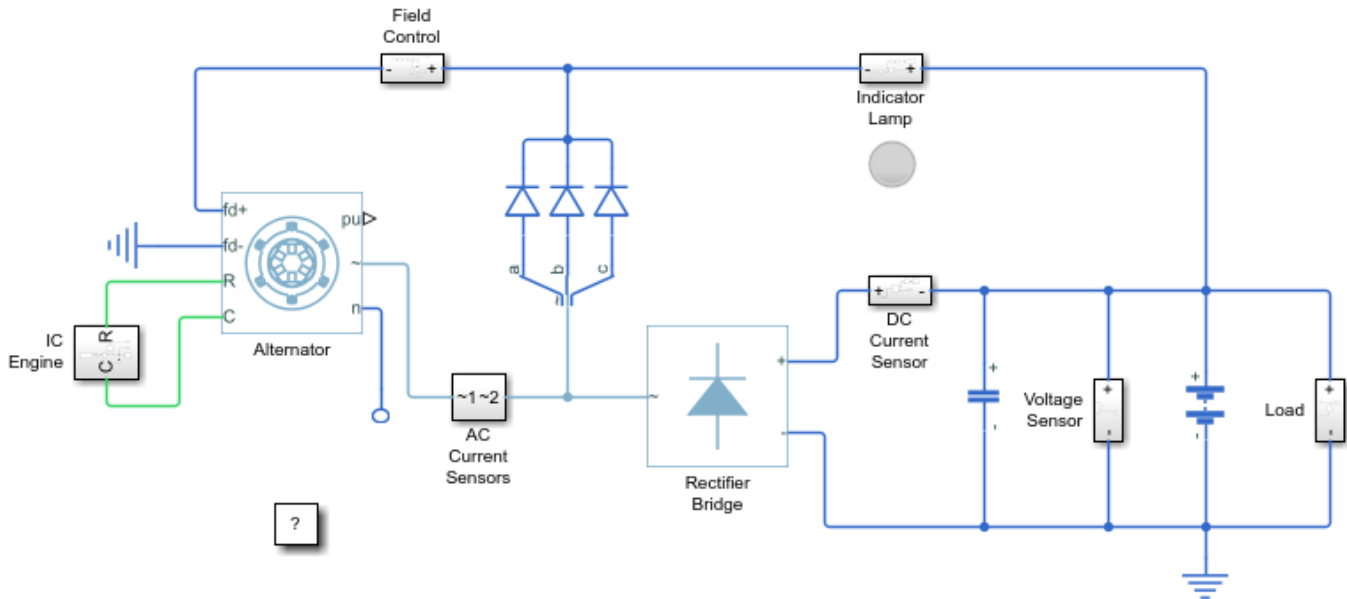 Field
Control
- +
- +
Indicator
Lamp
fd+
pu
fd-
~
R
n
C
Alternator
IC
Engine
R
C
a
b
c
~
~1 ~2
AC
Current
Sensors
+
~
-
Rectifier
Bridge
+ -
DC
Current
Sensor
+
-
Voltage
Sensor
+
-
+
-
Load
+
-
?